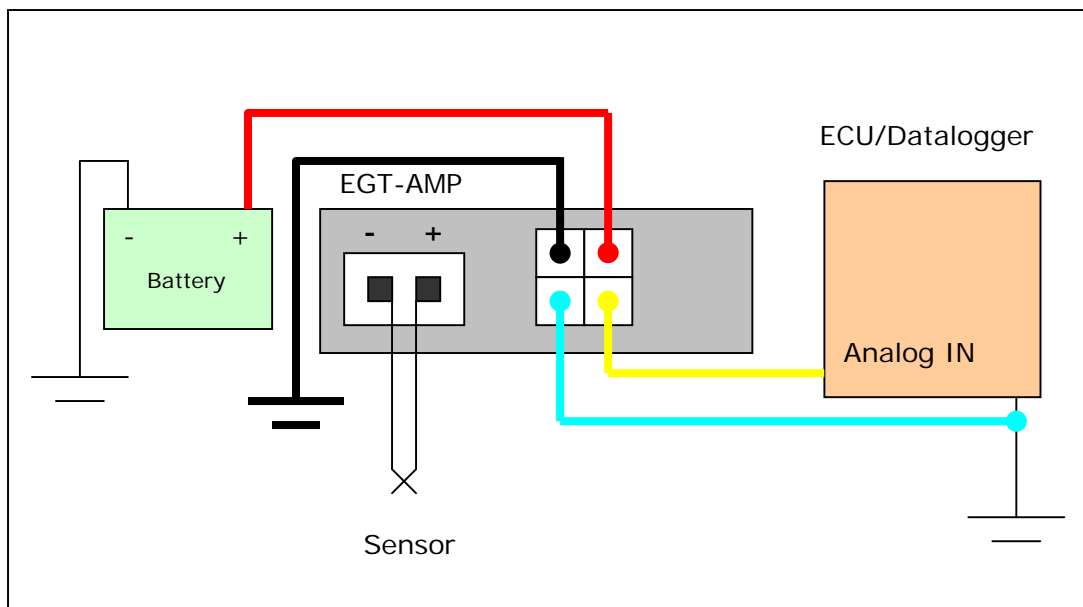 ECU/Datalogger
EGT-AMP
- +
- +
Battery
Analog IN
Sensor